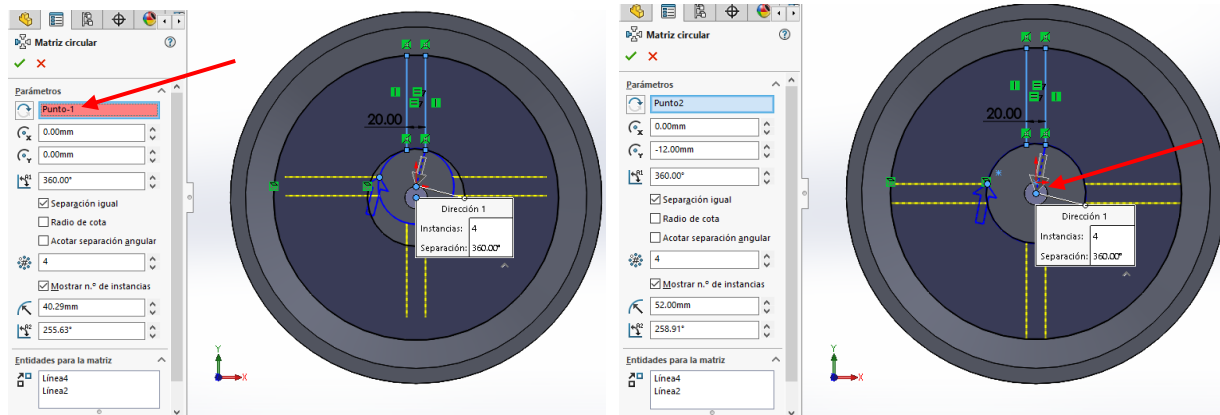 Matriz circular
Parámetros
Punto-1
0.00mm
0.00mm
360.00°
Separación igual
Radio de cota
Acotar separación angular
4
Mostrar n.º de instancias
40.29mm
255.63°
Entidades para la matriz
Línea4
Línea2
20.00
Dirección 1
Instancias: 4
Separación: 360.00°
Y
X
Matriz circular
Parámetros
Punto2
0.00mm
-12.00mm
360.00°
Separación igual
Radio de cota
Acotar separación angular
4
Mostrar n.º de instancias
52.00mm
258.91°
Entidades para la matriz
Línea4
Línea2
20.00
Dirección 1
Instancias: 4
Separación: 360.00°
Y
X